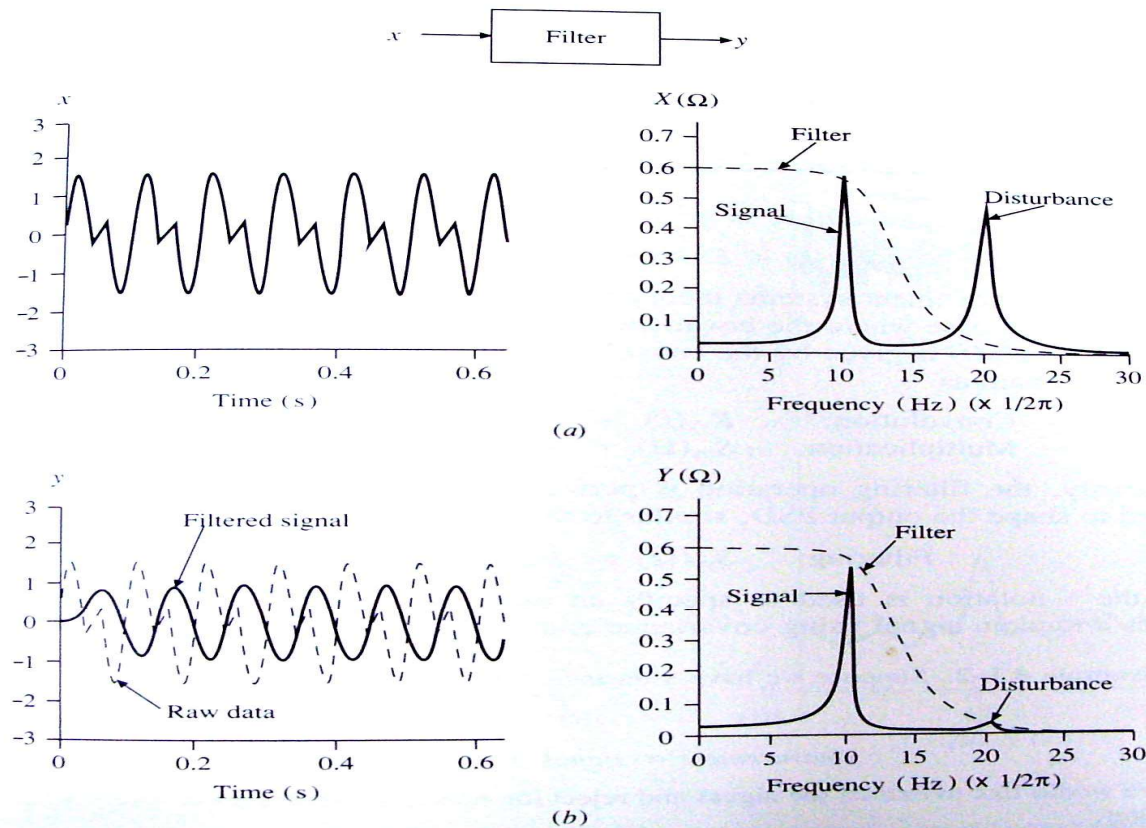 x
Filter
y
x
3
2
1
0
-1
-2
-3
0
0.2
0.4
0.6
Time (s)
X(Ω)
0.7
0.6
0.5
0.4
0.3
0.2
0.1
0
Filter
Signal
Disturbance
0
5
10
15
20
25
30
Frequency (Hz) (× 1/2π)
(a)
y
3
2
1
0
-1
-2
-3
Filtered signal
Raw data
0
0.2
0.4
0.6
Time (s)
Y(Ω)
0.7
0.6
0.5
0.4
0.3
0.2
0.1
0
Filter
Signal
Disturbance
0
5
10
15
20
25
30
Frequency (Hz) (× 1/2π)
(b)